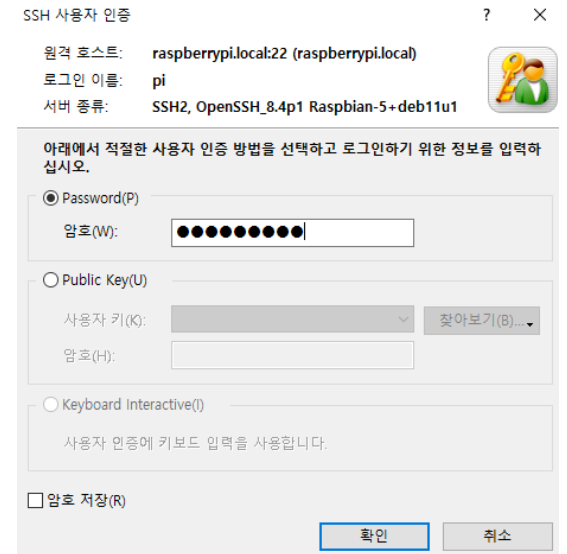 SSH 사용자 인증
원격 호스트: raspberrypi.local:22 (raspberrypi.local)
로그인 이름: pi
서버 종류: SSH2, OpenSSH_8.4p1 Raspbian-5+deb11u1
아래에서 적절한 사용자 인증 방법을 선택하고 로그인하기 위한 정보를 입력하
십시오.
Password(P)
암호(W): ●●●●●●●●●
Public Key(U)
사용자 키(K): 찾아보기(B)...
암호(H):
Keyboard Interactive(I)
사용자 인증에 키보드 입력을 사용합니다.
암호 저장(R)
확인 취소